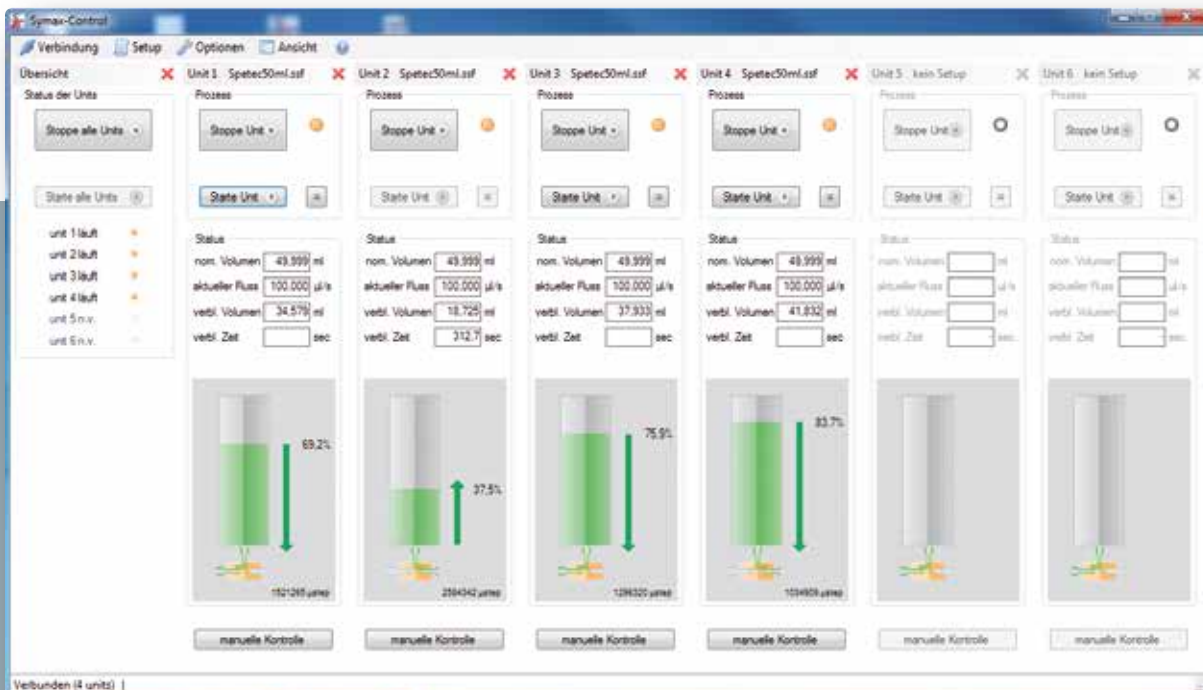 Symax-Control
Verbindung Setup Optionen Ansicht
Übersicht
Status der Units
Stoppe alle Units
Starte alle Units
unit 1 läuft
unit 2 läuft
unit 3 läuft
unit 4 läuft
unit 5 n.v.
unit 6 n.v.
Unit 1 Spetec50ml.ssf
Prozess
Stoppe Unit
Starte Unit
Status
nom. Volumen 49,999 ml
aktueller Fluss 100,000 µl/s
verbl. Volumen 34,579 ml
verbl. Zeit sec
69,2%
1521265 µstep
manuelle Kontrolle
Unit 2 Spetec50ml.ssf
Prozess
Stoppe Unit
Starte Unit
Status
nom. Volumen 49,999 ml
aktueller Fluss 100,000 µl/s
verbl. Volumen 18,725 ml
verbl. Zeit 312,7 sec
37,5%
2584042 µstep
manuelle Kontrolle
Unit 3 Spetec50ml.ssf
Prozess
Stoppe Unit
Starte Unit
Status
nom. Volumen 49,999 ml
aktueller Fluss 100,000 µl/s
verbl. Volumen 37,933 ml
verbl. Zeit sec
75,9%
µstep
manuelle Kontrolle
Unit 4 Spetec50ml.ssf
Prozess
Stoppe Unit
Starte Unit
Status
nom. Volumen 49,999 ml
aktueller Fluss 100,000 µl/s
verbl. Volumen 41,832 ml
verbl. Zeit sec
83,7%
µstep
manuelle Kontrolle
Unit 5 kein Setup
Prozess
Stoppe Unit
Starte Unit
Status
nom. Volumen ml
aktueller Fluss µl/s
verbl. Volumen ml
verbl. Zeit sec
manuelle Kontrolle
Unit 6 kein Setup
Prozess
Stoppe Unit
Starte Unit
Status
nom. Volumen ml
aktueller Fluss µl/s
verbl. Volumen ml
verbl. Zeit sec
manuelle Kontrolle
Verbunden (4 units)